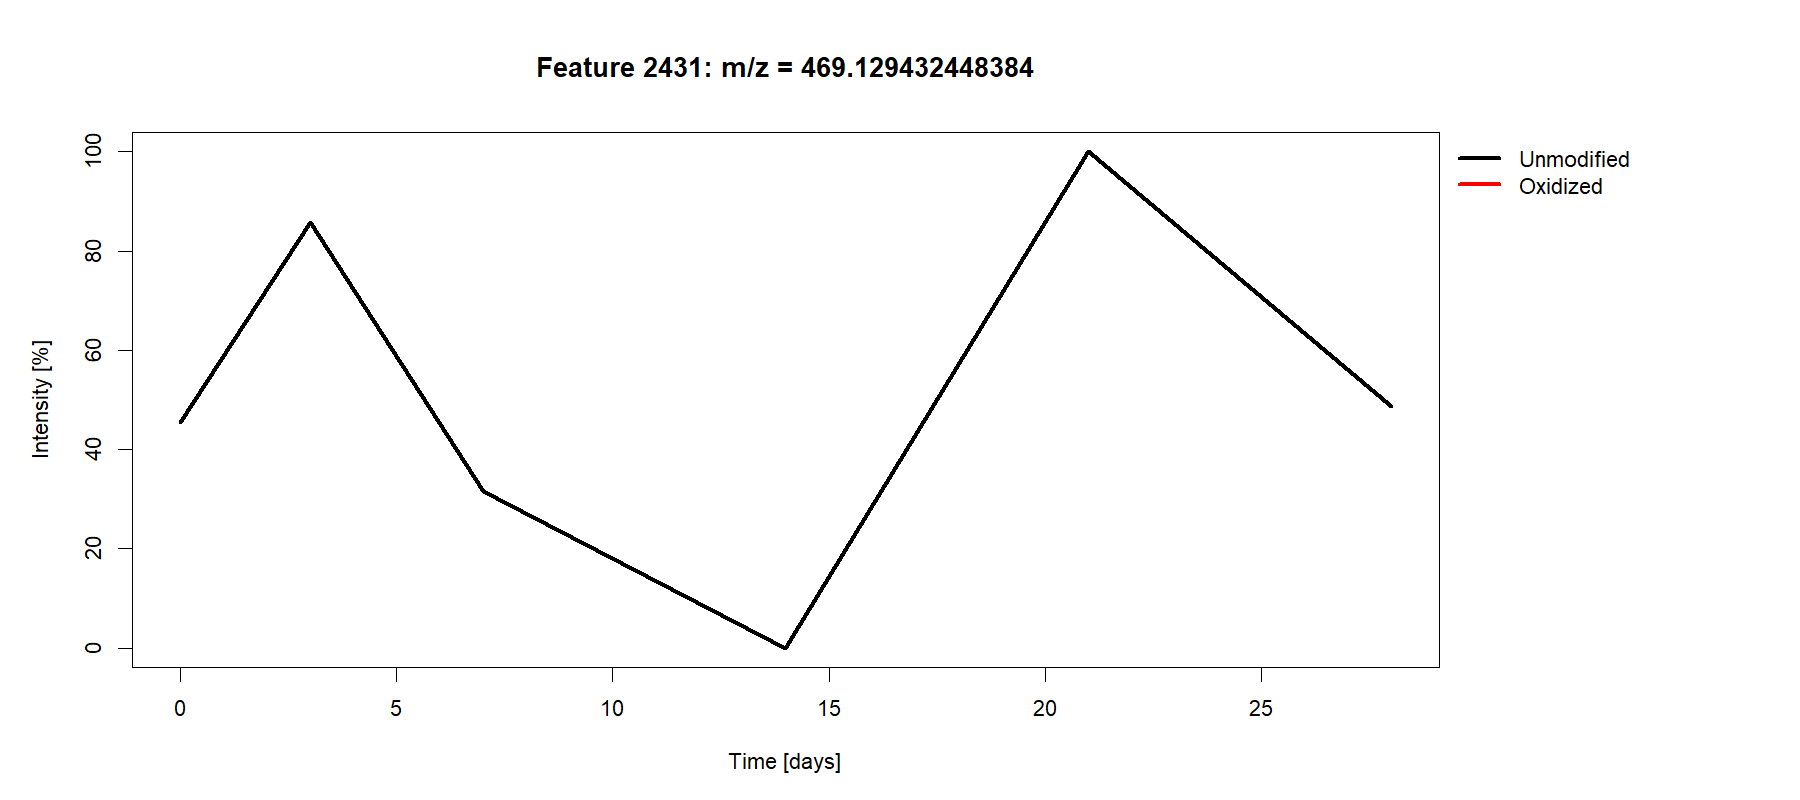 Feature 2431: m/z = 469.129432448384
Unmodified
Oxidized
Intensity [%]
100
80
60
40
20
0
0 5 10 15 20 25
Time [days]